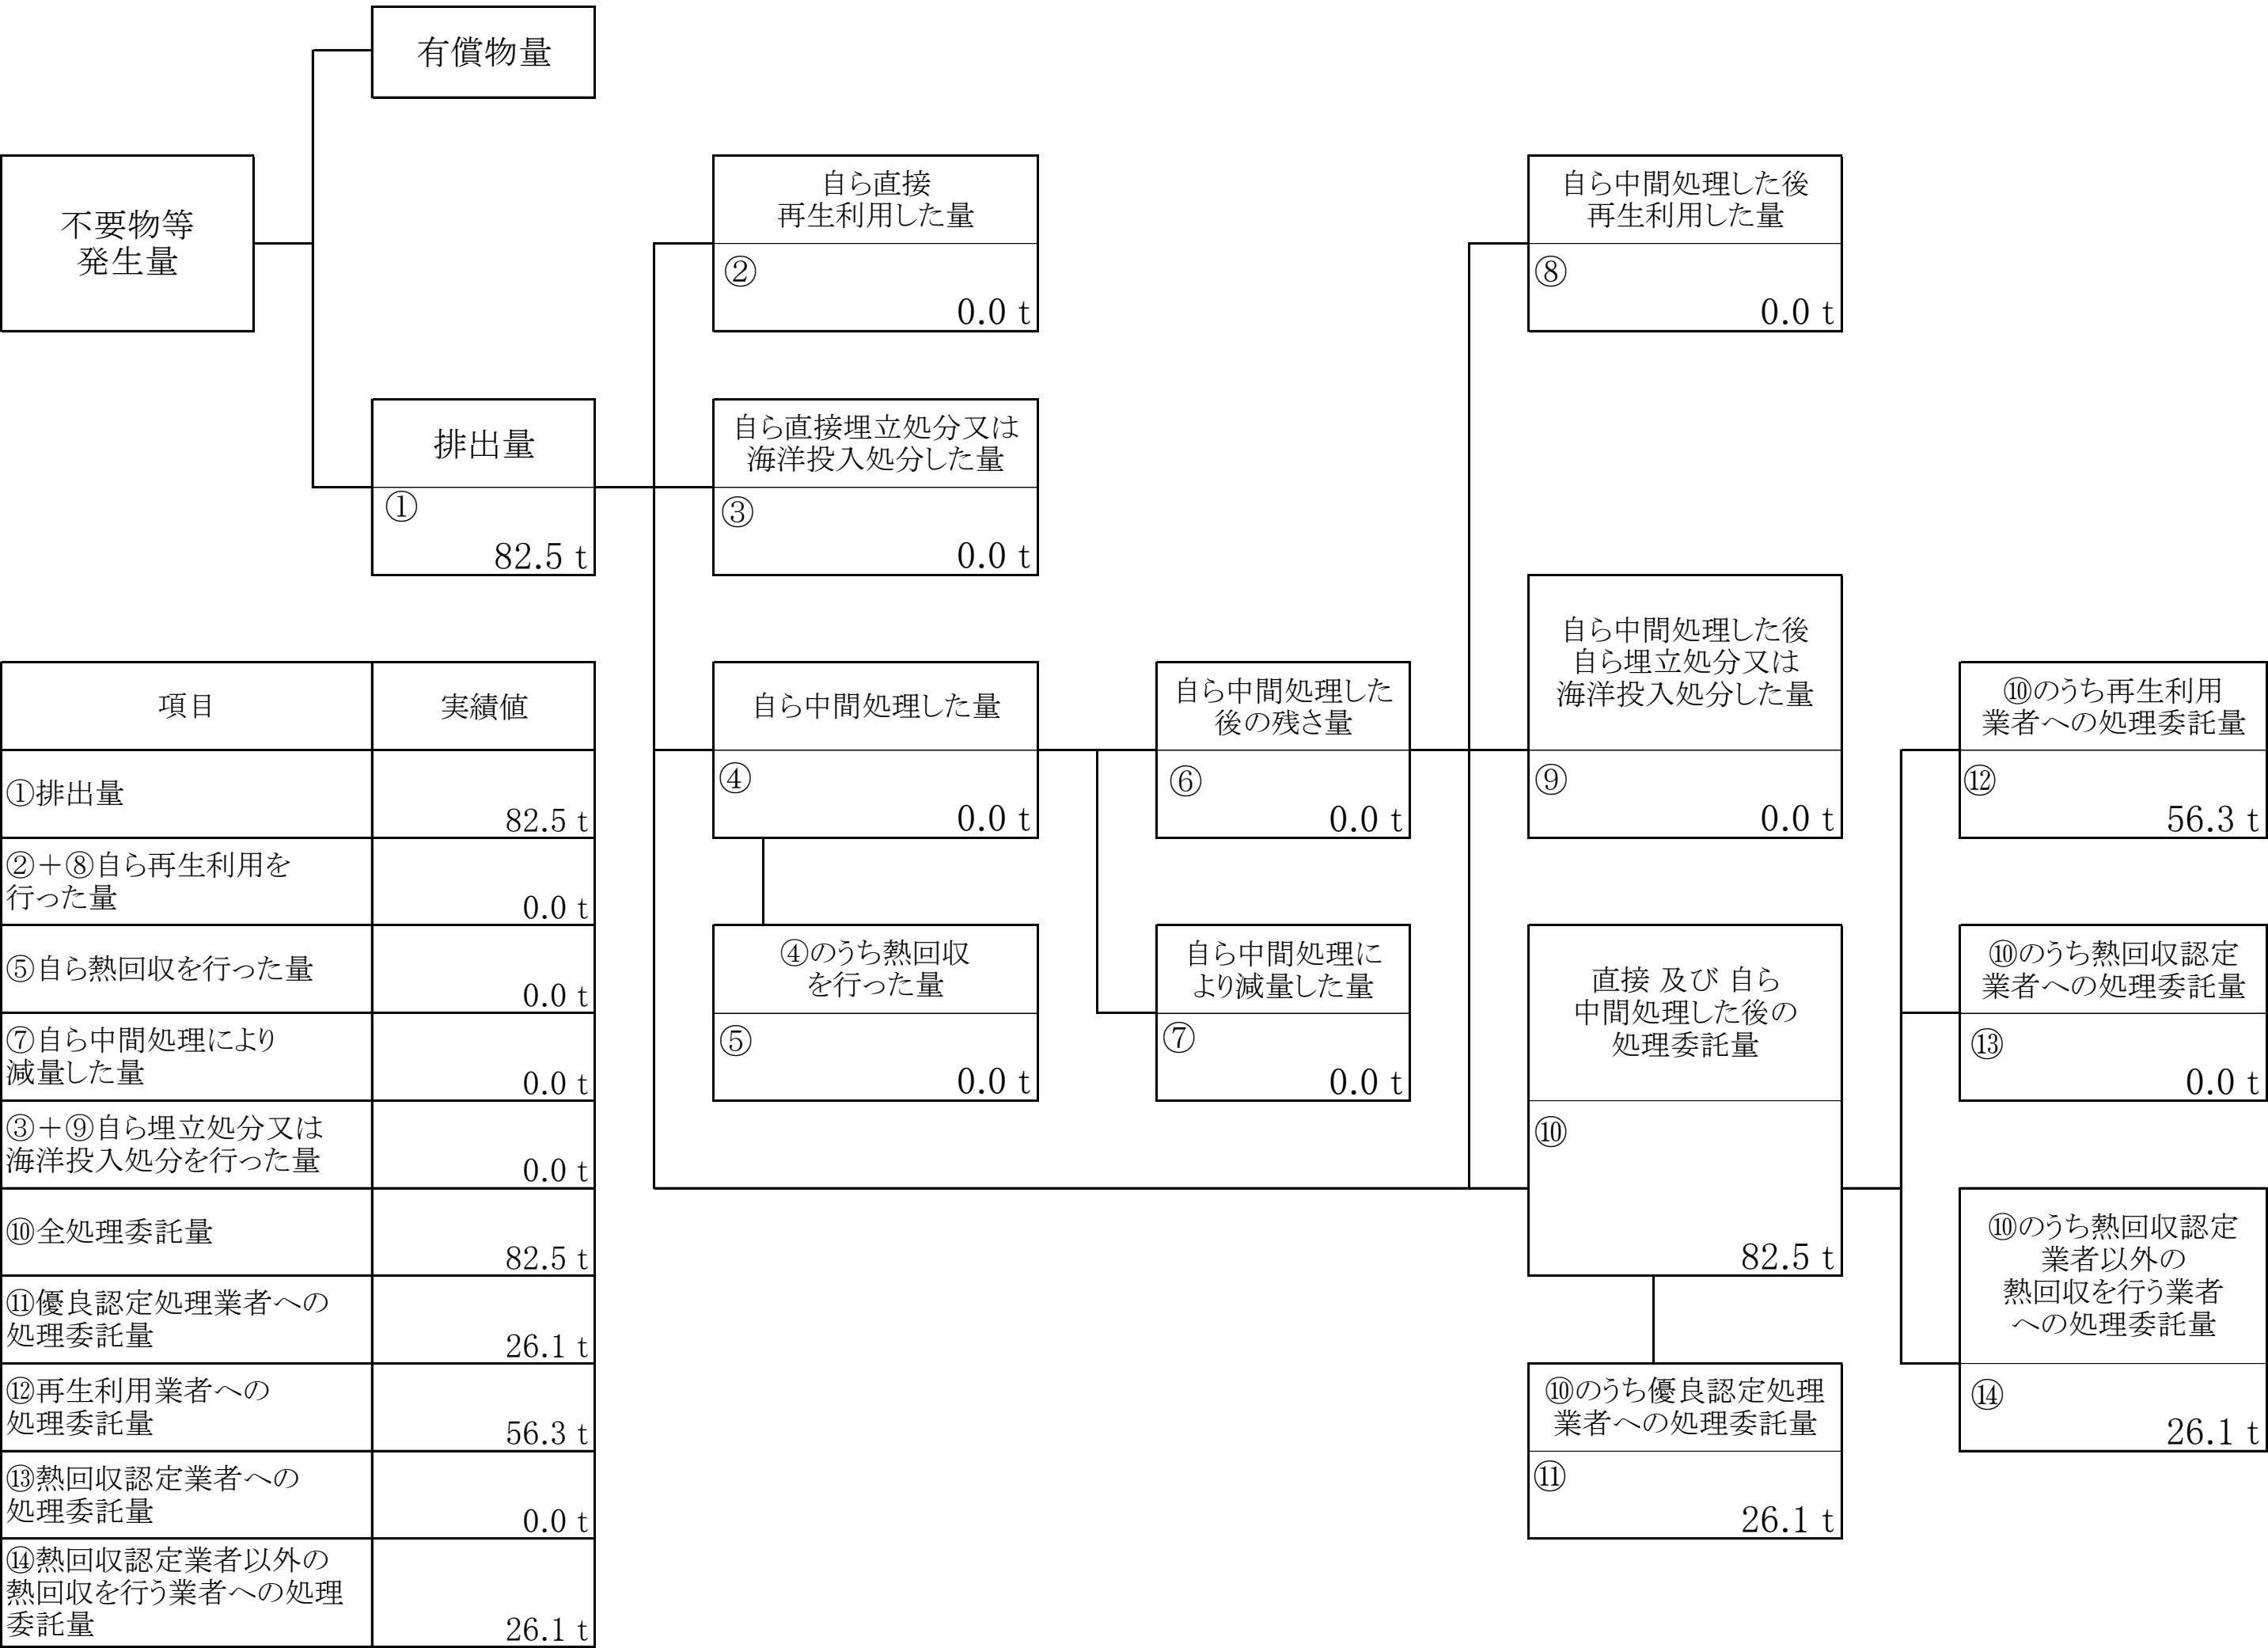 有償物量
不要物等
発生量
排出量
①
82.5 t
自ら直接
再生利用した量
②
0.0 t
自ら直接埋立処分又は
海洋投入処分した量
③
0.0 t
自ら中間処理した量
④
0.0 t
④のうち熱回収
を行った量
⑤
0.0 t
自ら中間処理した
後の残さ量
⑥
0.0 t
自ら中間処理に
より減量した量
⑦
0.0 t
自ら中間処理した後
再生利用した量
⑧
0.0 t
自ら中間処理した後
自ら埋立処分又は
海洋投入処分した量
⑨
0.0 t
直接 及び 自ら
中間処理した後の
処理委託量
⑩
82.5 t
⑩のうち優良認定処理
業者への処理委託量
⑪
26.1 t
⑩のうち再生利用
業者への処理委託量
⑫
56.3 t
⑩のうち熱回収認定
業者への処理委託量
⑬
0.0 t
⑩のうち熱回収認定
業者以外の
熱回収を行う業者
への処理委託量
⑭
26.1 t
項目
実績値
①排出量
82.5 t
②＋⑧自ら再生利用を
行った量
0.0 t
⑤自ら熱回収を行った量
0.0 t
⑦自ら中間処理により
減量した量
0.0 t
③＋⑨自ら埋立処分又は
海洋投入処分を行った量
0.0 t
⑩全処理委託量
82.5 t
⑪優良認定処理業者への
処理委託量
26.1 t
⑫再生利用業者への
処理委託量
56.3 t
⑬熱回収認定業者への
処理委託量
0.0 t
⑭熱回収認定業者以外の
熱回収を行う業者への処理
委託量
26.1 t